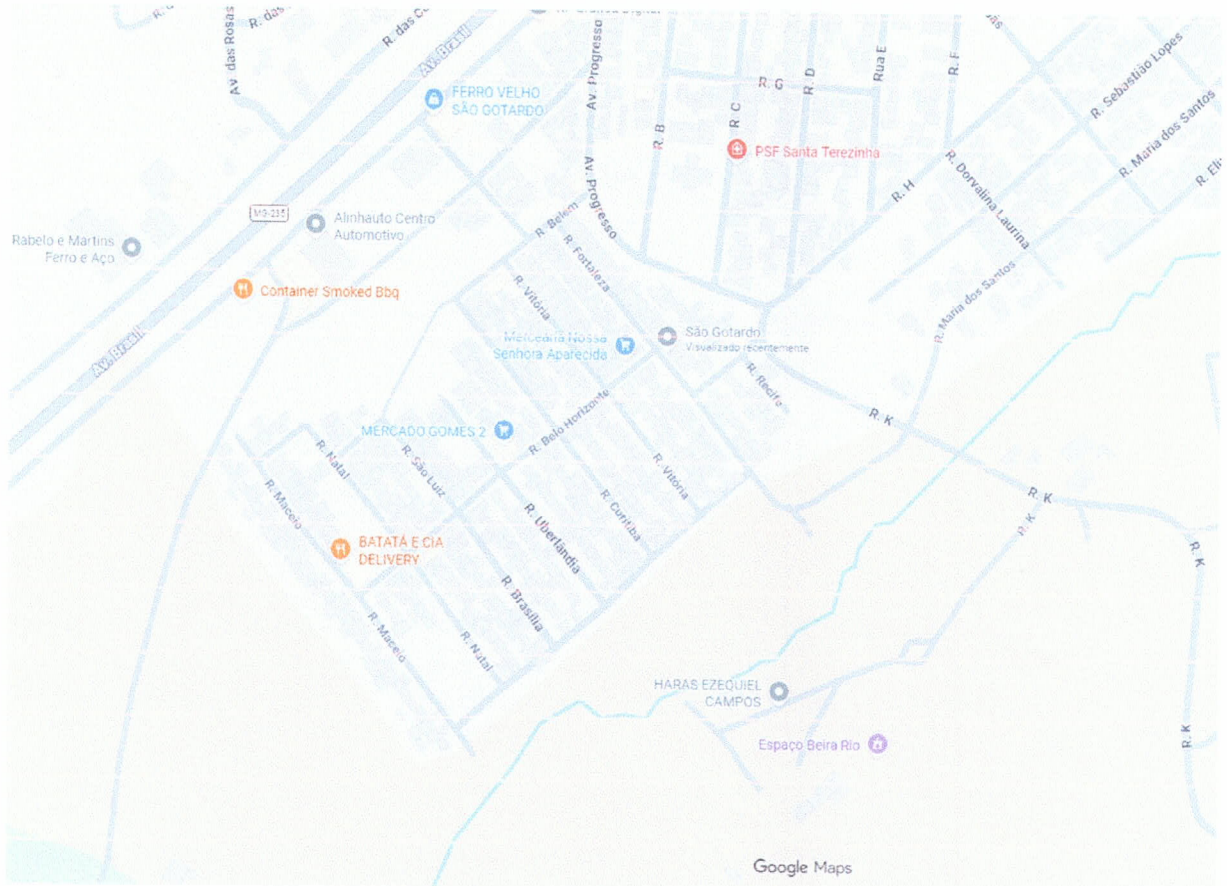 Av. das Rosas
R. das
Av. Brasil
FERRO VELHO
SÃO GOTARDO
Av. Progresso
R. B
R. C
R. G
R. D
Rua E
R. F
R. Sebastião Lopes
R. Maria dos Santos
PSF Santa Terezinha
R. H
R. Dorvalina Laurina
Av. Progresso
MG-235
Alinhauto Centro
Automotivo
Rabelo e Martins
Ferro e Aço
Container Smoked Bbq
Av. Brasil
R. Belem
R. Fortaleza
R. Vitória
Mercearia Nossa
Senhora Aparecida
São Gotardo
Visualizado recentemente
R. Maria dos Santos
R. Recife
R. K
MERCADO GOMES 2
R. Belo Horizonte
R. Natal
R. São Luiz
R. Maceio
R. Vitória
R. Curitiba
R. Uberlândia
R. Brasília
BATATÁ E CIA
DELIVERY
R. Maceio
R. Natal
R. K
R. K
R. K
R. K
HARAS EZEQUIEL
CAMPOS
Espaço Beira Rio
Google Maps